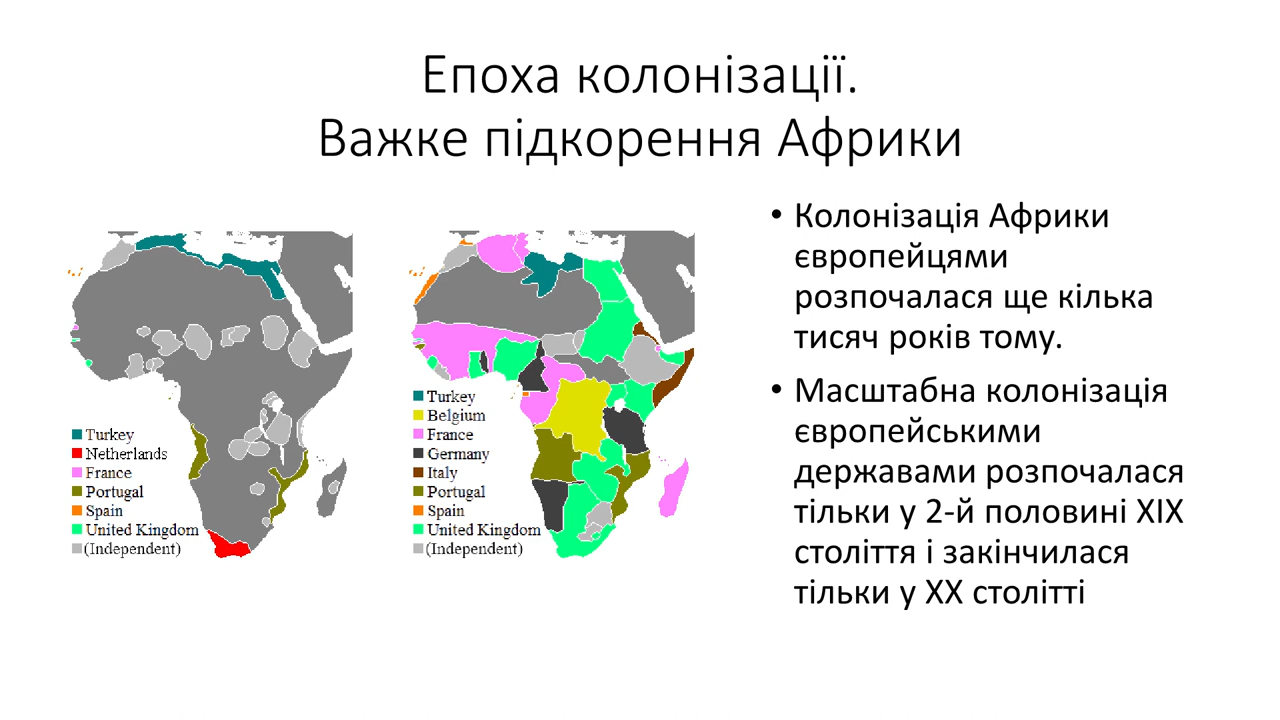 Епоха колонізації.
Важке підкорення Африки
Turkey
Netherlands
France
Portugal
Spain
United Kingdom
(Independent)
Turkey
Belgium
France
Germany
Italy
Portugal
Spain
United Kingdom
(Independent)
• Колонізація Африки
європейцями
розпочалася ще кілька
тисяч років тому.
• Масштабна колонізація
європейськими
державами розпочалася
тільки у 2-й половині XIX
століття і закінчилася
тільки у XX столітті